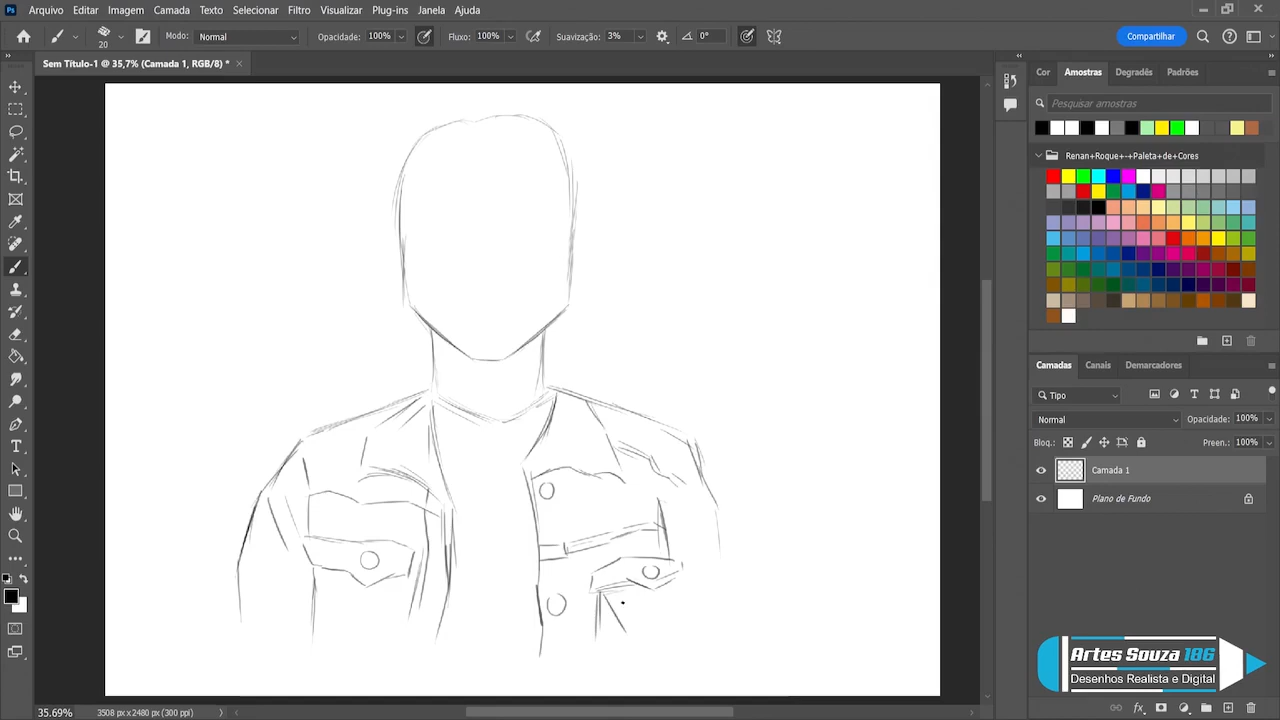 Ps Arquivo Editar Imagem Camada Texto Selecionar Filtro Visualizar Plug-ins Janela Ajuda
20 Modo: Normal Opacidade: 100% Fluxo: 100% Suavização: 3% 0° Compartilhar
Sem Título-1 @ 35,7% (Camada 1, RGB/8) *
Cor Amostras Degradês Padrões
Pesquisar amostras
Renan+Roque+-+Paleta+de+Cores
Camadas Canais Demarcadores
Tipo
Normal Opacidade: 100%
Bloq.: Preen.: 100%
Camada 1
Plano de Fundo
Artes Souza 186
Desenhos Realista e Digital
35.69% 3508 px x 2480 px (300 ppi)